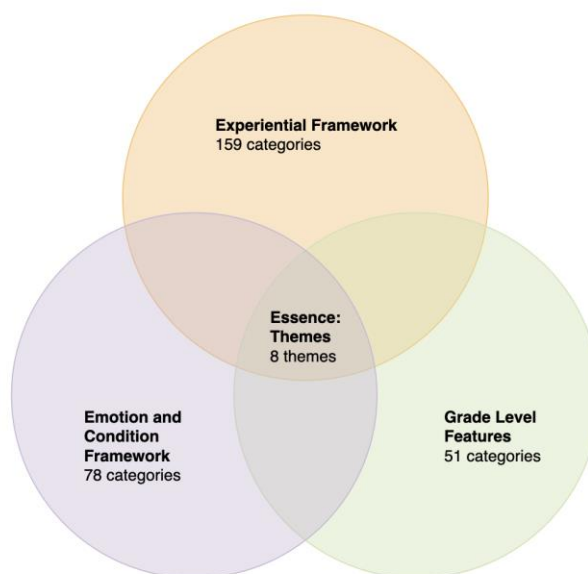 Experiential Framework
159 categories
Essence:
Themes
8 themes
Emotion and
Condition
Framework
78 categories
Grade Level
Features
51 categories